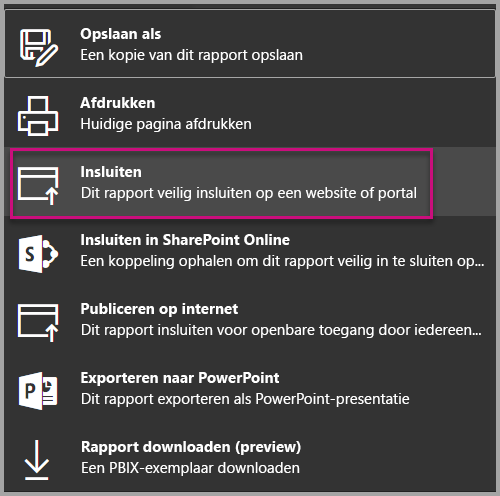 Opslaan als
Een kopie van dit rapport opslaan
Afdrukken
Huidige pagina afdrukken
Insluiten
Dit rapport veilig insluiten op een website of portal
S
Insluiten in SharePoint Online
Een koppeling ophalen om dit rapport veilig in te sluiten op...
Publiceren op internet
Dit rapport insluiten voor openbare toegang door iedereen...
P
Exporteren naar PowerPoint
Dit rapport exporteren als PowerPoint-presentatie
Rapport downloaden (preview)
Een PBIX-exemplaar downloaden